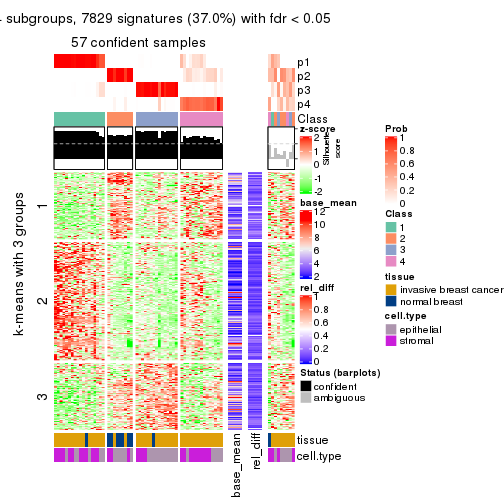 subgroups, 7829 signatures (37.0%) with fdr < 0.05
57 confident samples
p1
p2
p3
p4
Class
Silhouette
score
k-means with 3 groups
1
2
3
tissue
cell.type
base_mean
rel_diff
z-score
2
1
0
-1
-2
base_mean
12
10
8
6
4
2
rel_diff
1
0.8
0.6
0.4
0.2
0
Status (barplots)
confident
ambiguous
Prob
1
0.8
0.6
0.4
0.2
0
Class
1
2
3
4
tissue
invasive breast cancer
normal breast
cell.type
epithelial
stromal